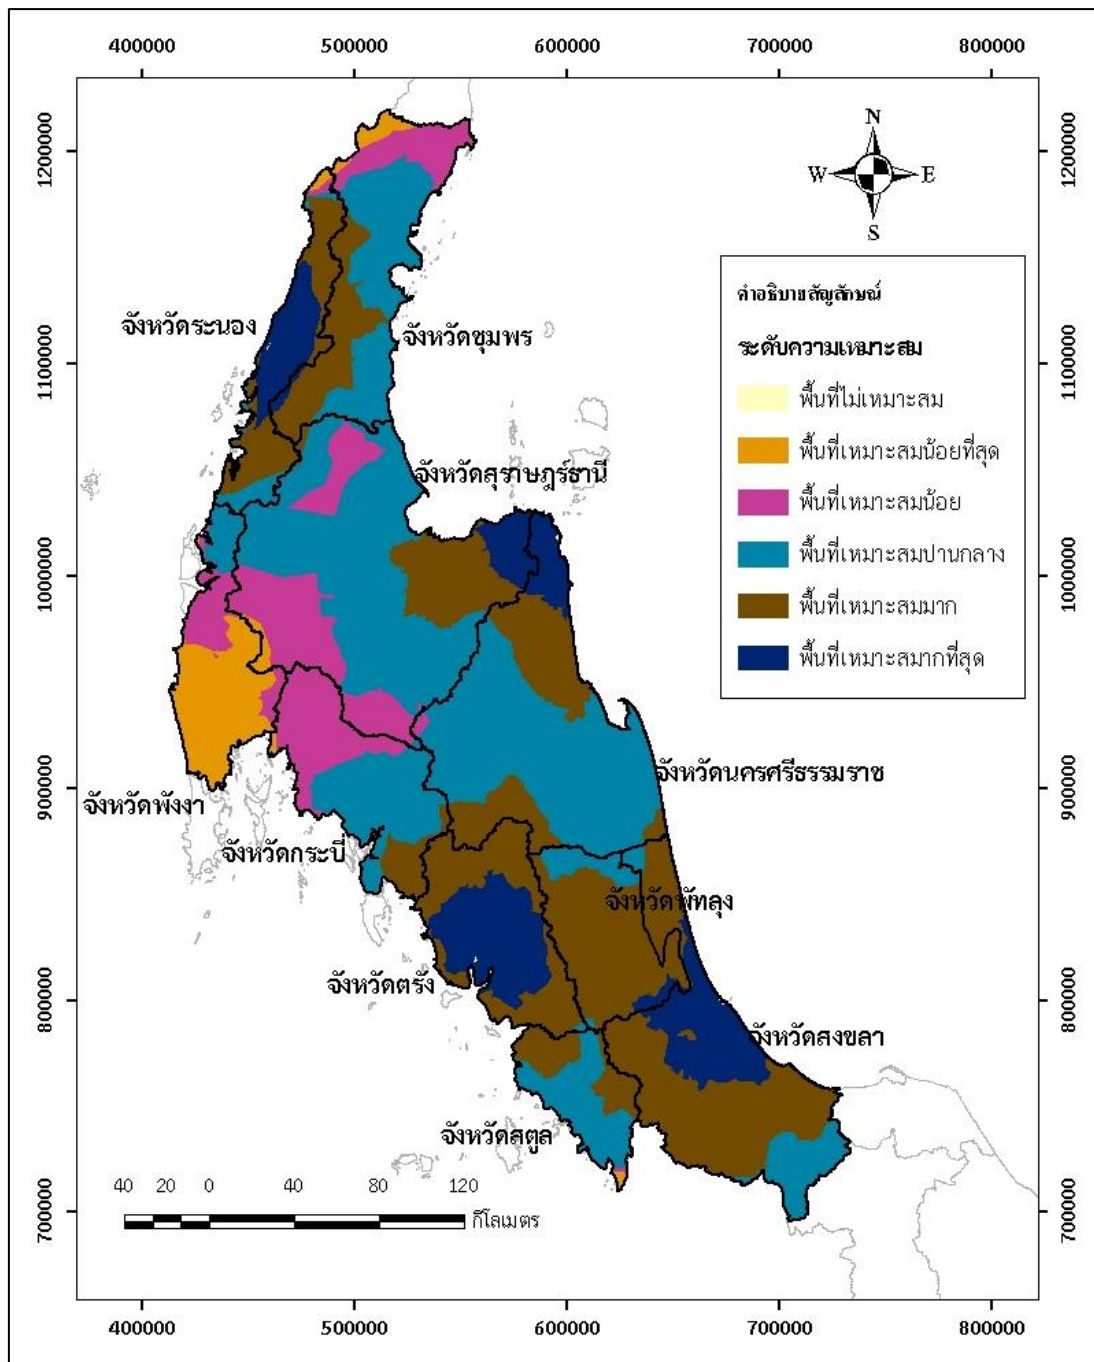 400000 500000 600000 700000 800000
1200000
1100000
1000000
900000
800000
700000
N
W E
S
1200000
1100000
1000000
900000
800000
700000
คำอธิบายสัญลักษณ์
ระดับความเหมาะสม
พื้นที่ไม่เหมาะสม
พื้นที่เหมาะสมน้อยที่สุด
พื้นที่เหมาะสมน้อย
พื้นที่เหมาะสมปานกลาง
พื้นที่เหมาะสมมาก
พื้นที่เหมาะสมากที่สุด
จังหวัดระนอง
จังหวัดชุมพร
จังหวัดสุราษฎร์ธานี
จังหวัดนครศรีธรรมราช
จังหวัดพังงา
จังหวัดกระบี่
จังหวัดพัทลุง
จังหวัดตรัง
จังหวัดสงขลา
จังหวัดสตูล
40 20 0 40 80 120
กิโลเมตร
400000 500000 600000 700000 800000